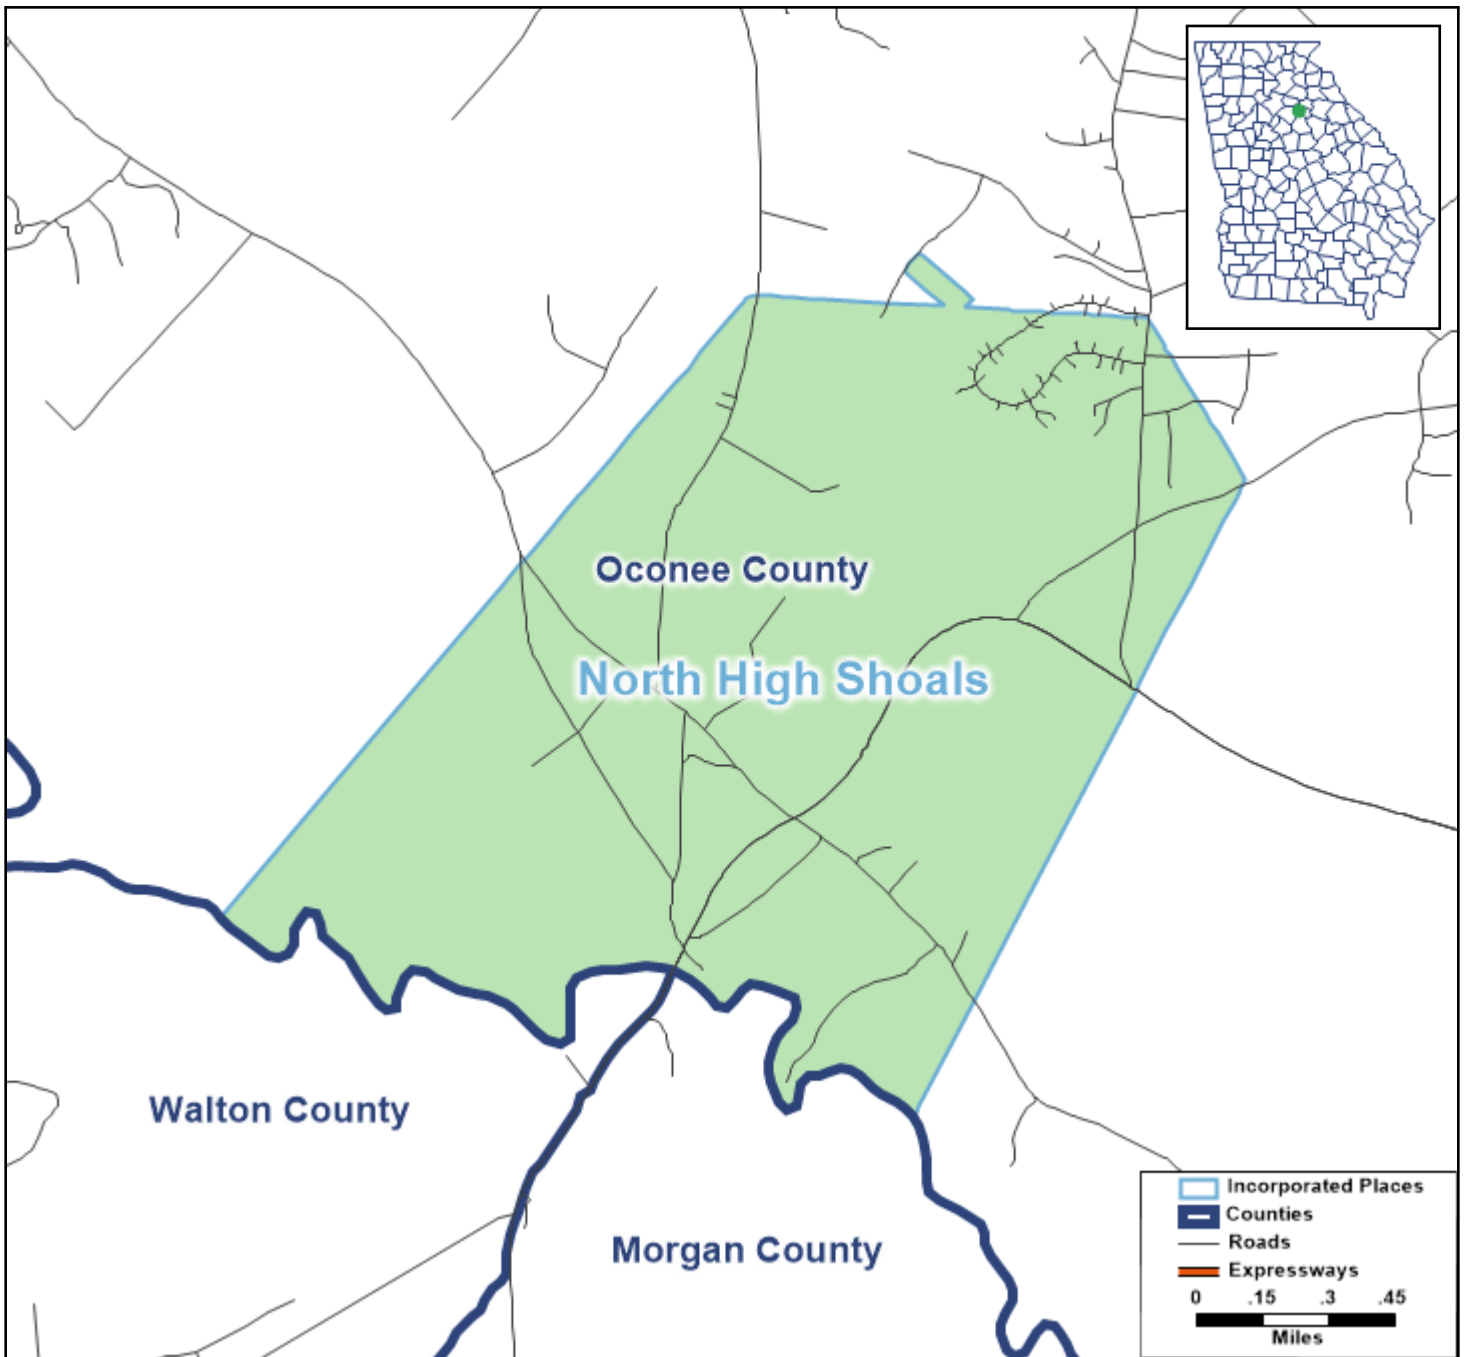 Oconee County
North High Shoals
Walton County
Morgan County
Incorporated Places
Counties
Roads
Expressways
0 .15 .3 .45
Miles